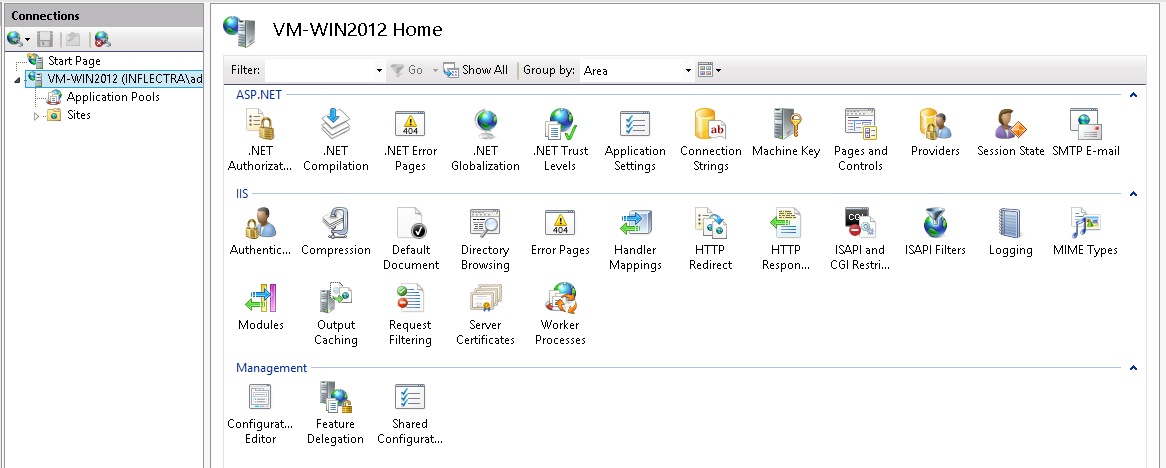 Connections
VM-WIN2012 Home
Start Page
VM-WIN2012 (INFLECTRA\ad
Application Pools
Sites
Filter:
Go
Show All
Group by:
Area
ASP.NET
.NET Authorizat...
.NET Compilation
.NET Error Pages
.NET Globalization
.NET Trust Levels
Application Settings
Connection Strings
Machine Key
Pages and Controls
Providers
Session State
SMTP E-mail
IIS
Authentic...
Compression
Default Document
Directory Browsing
Error Pages
Handler Mappings
HTTP Redirect
HTTP Respon...
ISAPI and CGI Restri...
ISAPI Filters
Logging
MIME Types
Modules
Output Caching
Request Filtering
Server Certificates
Worker Processes
Management
Configurat... Editor
Feature Delegation
Shared Configurat...